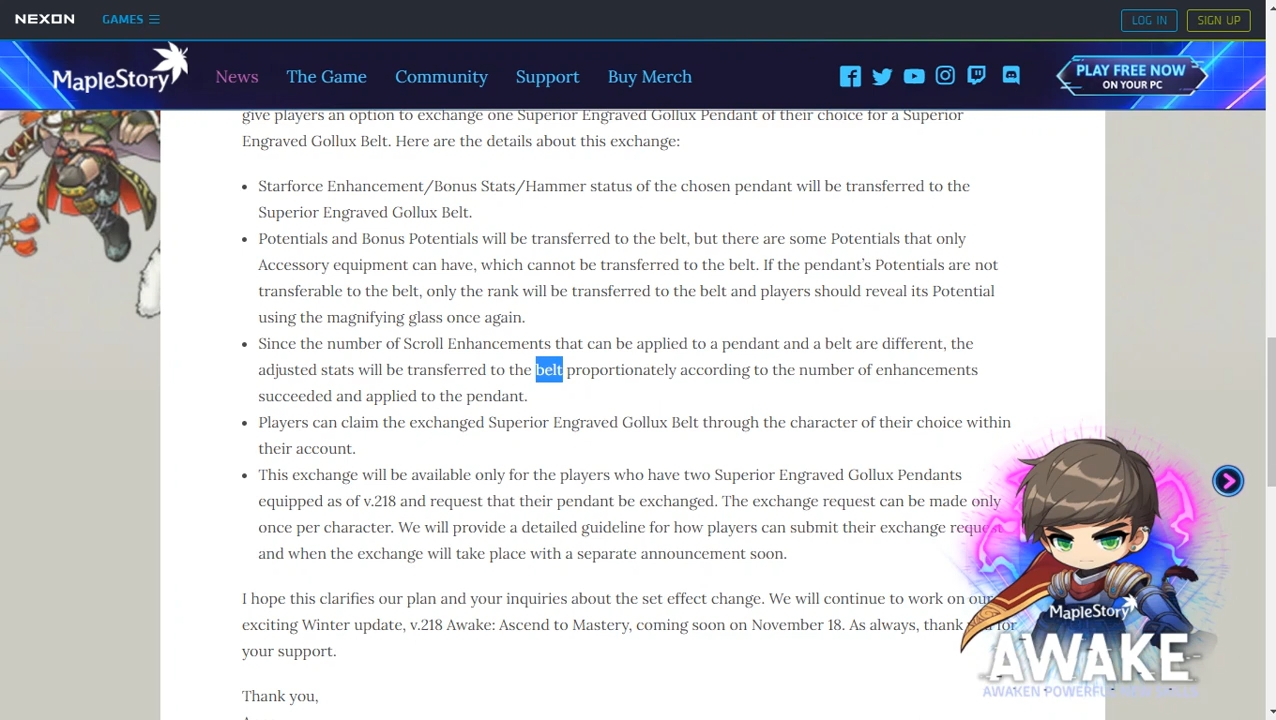 NEXON GAMES LOG IN SIGN UP
MapleStory News The Game Community Support Buy Merch PLAY FREE NOW
ON YOUR PC
give players an option to exchange one Superior Engraved Gollux Pendant of their choice for a Superior
Engraved Gollux Belt. Here are the details about this exchange:
• Starforce Enhancement/Bonus Stats/Hammer status of the chosen pendant will be transferred to the
Superior Engraved Gollux Belt.
• Potentials and Bonus Potentials will be transferred to the belt, but there are some Potentials that only
Accessory equipment can have, which cannot be transferred to the belt. If the pendant’s Potentials are not
transferable to the belt, only the rank will be transferred to the belt and players should reveal its Potential
using the magnifying glass once again.
• Since the number of Scroll Enhancements that can be applied to a pendant and a belt are different, the
adjusted stats will be transferred to the belt proportionately according to the number of enhancements
succeeded and applied to the pendant.
• Players can claim the exchanged Superior Engraved Gollux Belt through the character of their choice within
their account.
• This exchange will be available only for the players who have two Superior Engraved Gollux Pendants
equipped as of v.218 and request that their pendant be exchanged. The exchange request can be made only
once per character. We will provide a detailed guideline for how players can submit their exchange request
and when the exchange will take place with a separate announcement soon.
I hope this clarifies our plan and your inquiries about the set effect change. We will continue to work on our
exciting Winter update, v.218 Awake: Ascend to Mastery, coming soon on November 18. As always, thank you for
your support.
Thank you,
MapleStory
AWAKE